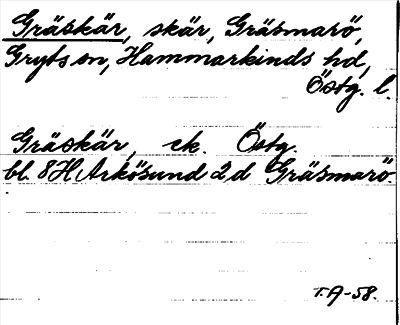 Gräskär, skär, Gräsmarö,
Gryts sn, Hammarkinds hd,
Östg. l.
Gräskär, ek. Östg.
bl. 8H Arkösund 2d Gräsmarö
T.A-58.